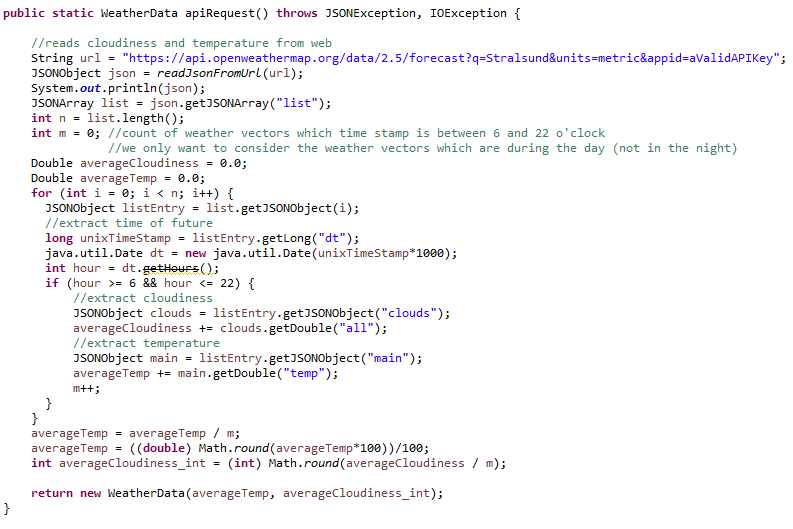 public static WeatherData apiRequest() throws JSONException, IOException {
//reads cloudiness and temperature from web
String url = "https://api.openweathermap.org/data/2.5/forecast?q=Stralsund&units=metric&appid=aValidAPIKey";
JSONObject json = readJsonFromUrl(url);
System.out.println(json);
JSONArray list = json.getJSONArray("list");
int n = list.length();
int m = 0; //count of weather vectors which time stamp is between 6 and 22 o'clock
//we only want to consider the weather vectors which are during the day (not in the night)
Double averageCloudiness = 0.0;
Double averageTemp = 0.0;
for (int i = 0; i < n; i++) {
JSONObject listEntry = list.getJSONObject(i);
//extract time of future
long unixTimeStamp = listEntry.getLong("dt");
java.util.Date dt = new java.util.Date(unixTimeStamp*1000);
int hour = dt.getHours();
if (hour >= 6 && hour <= 22) {
//extract cloudiness
JSONObject clouds = listEntry.getJSONObject("clouds");
averageCloudiness += clouds.getDouble("all");
//extract temperature
JSONObject main = listEntry.getJSONObject("main");
averageTemp += main.getDouble("temp");
m++;
}
}
averageTemp = averageTemp / m;
averageTemp = ((double) Math.round(averageTemp*100))/100;
int averageCloudiness_int = (int) Math.round(averageCloudiness / m);
return new WeatherData(averageTemp, averageCloudiness_int);
}